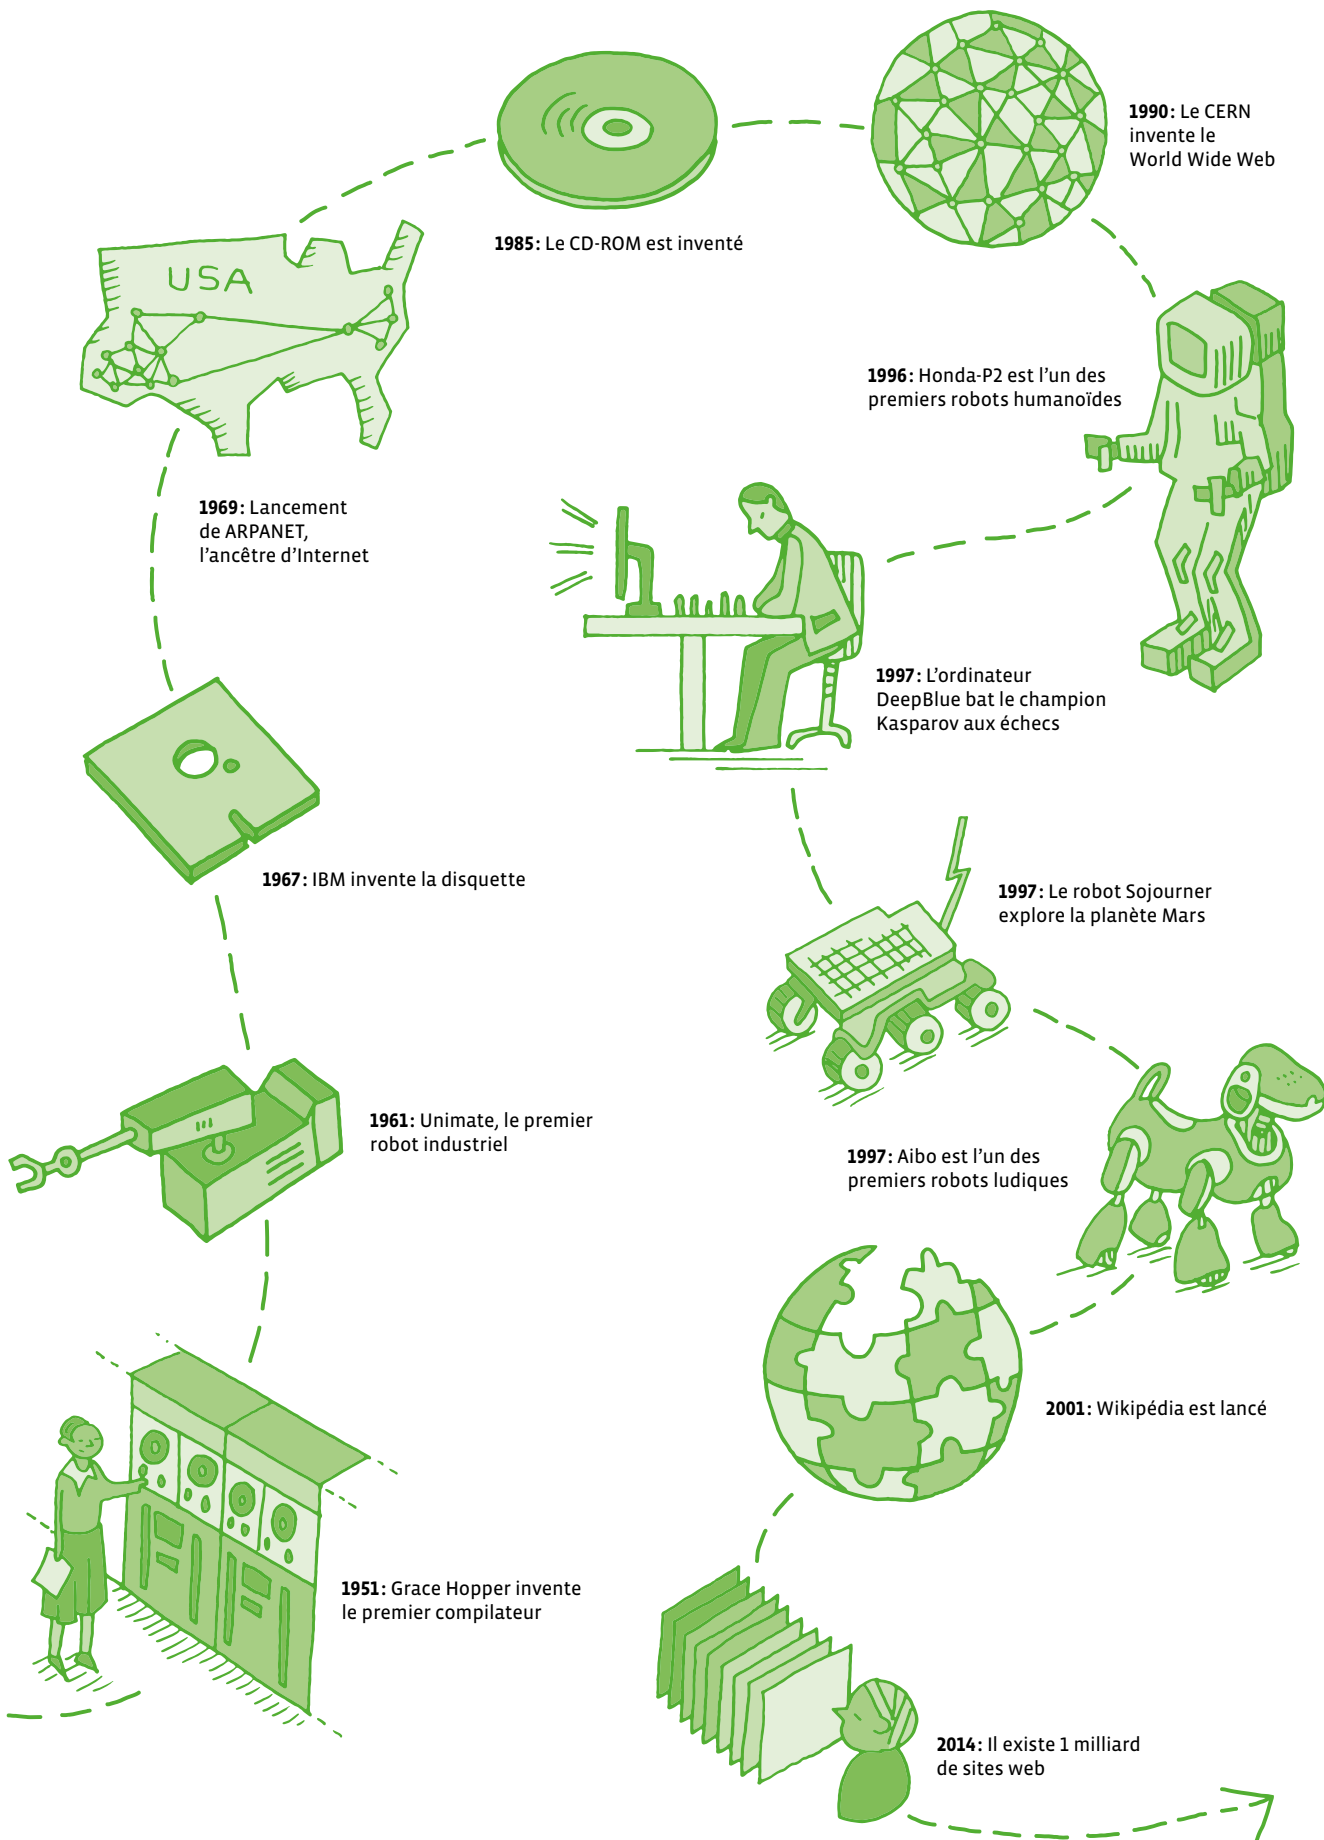 1990: Le CERN
invente le
World Wide Web
1985: Le CD-ROM est inventé
USA
1996: Honda-P2 est l’un des
premiers robots humanoïdes
1969: Lancement
de ARPANET,
l’ancêtre d’Internet
1997: L’ordinateur
DeepBlue bat le champion
Kasparov aux échecs
1967: IBM invente la disquette
1997: Le robot Sojourner
explore la planète Mars
1961: Unimate, le premier
robot industriel
1997: Aibo est l’un des
premiers robots ludiques
2001: Wikipédia est lancé
1951: Grace Hopper invente
le premier compilateur
2014: Il existe 1 milliard
de sites web